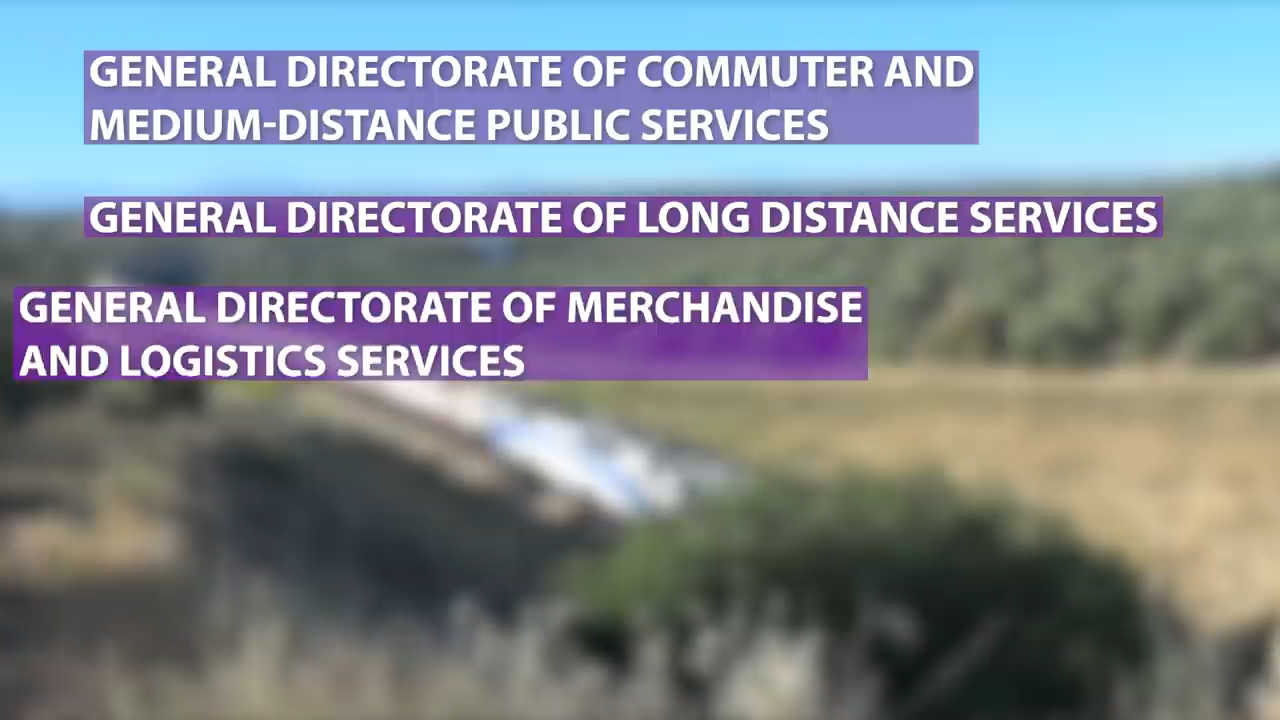 GENERAL DIRECTORATE OF COMMUTER AND
MEDIUM-DISTANCE PUBLIC SERVICES
GENERAL DIRECTORATE OF LONG DISTANCE SERVICES
GENERAL DIRECTORATE OF MERCHANDISE
AND LOGISTICS SERVICES